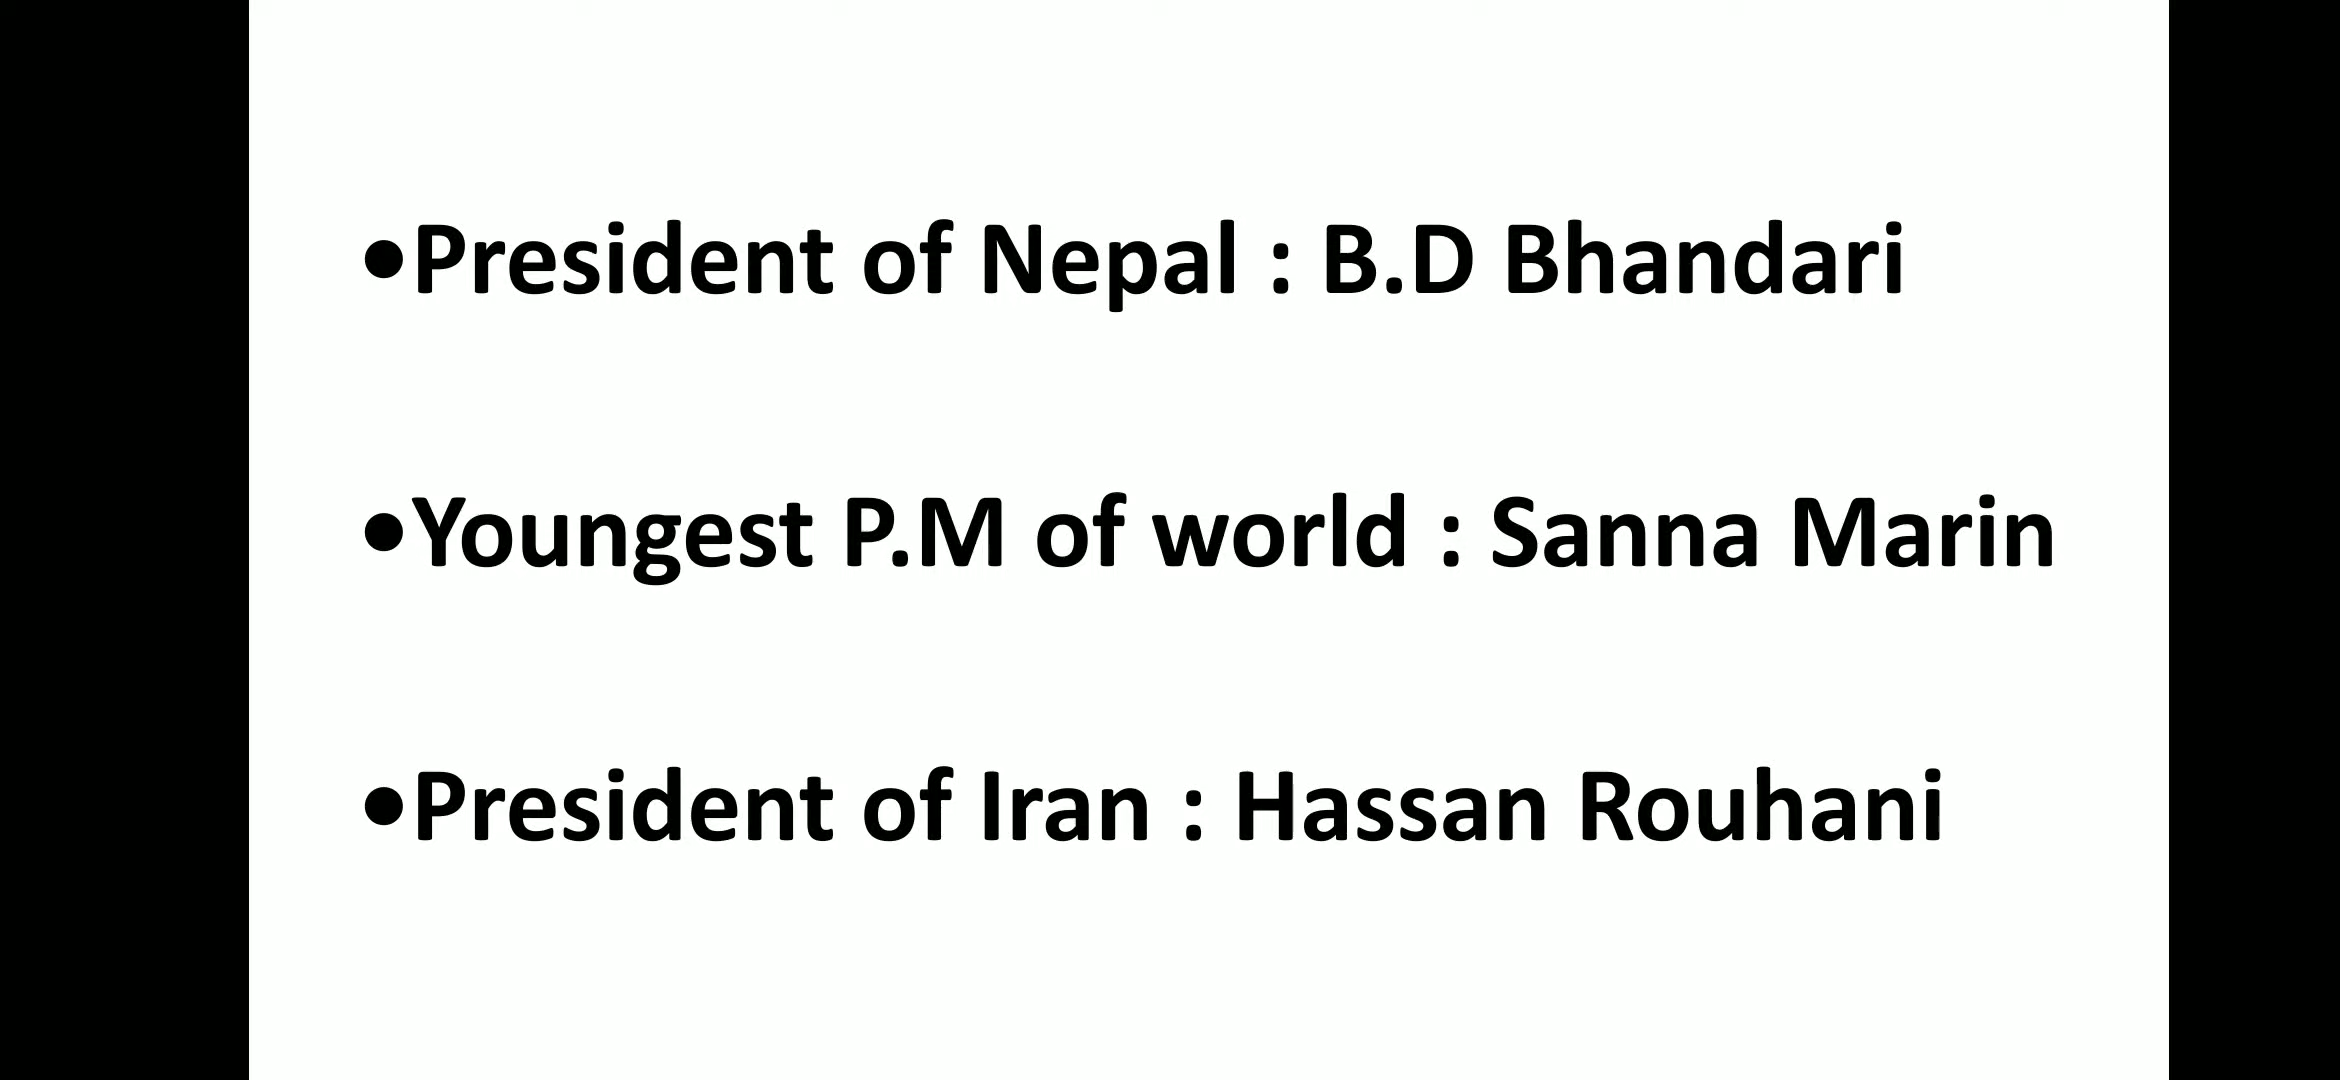 •President of Nepal : B.D Bhandari
•Youngest P.M of world : Sanna Marin
•President of Iran : Hassan Rouhani